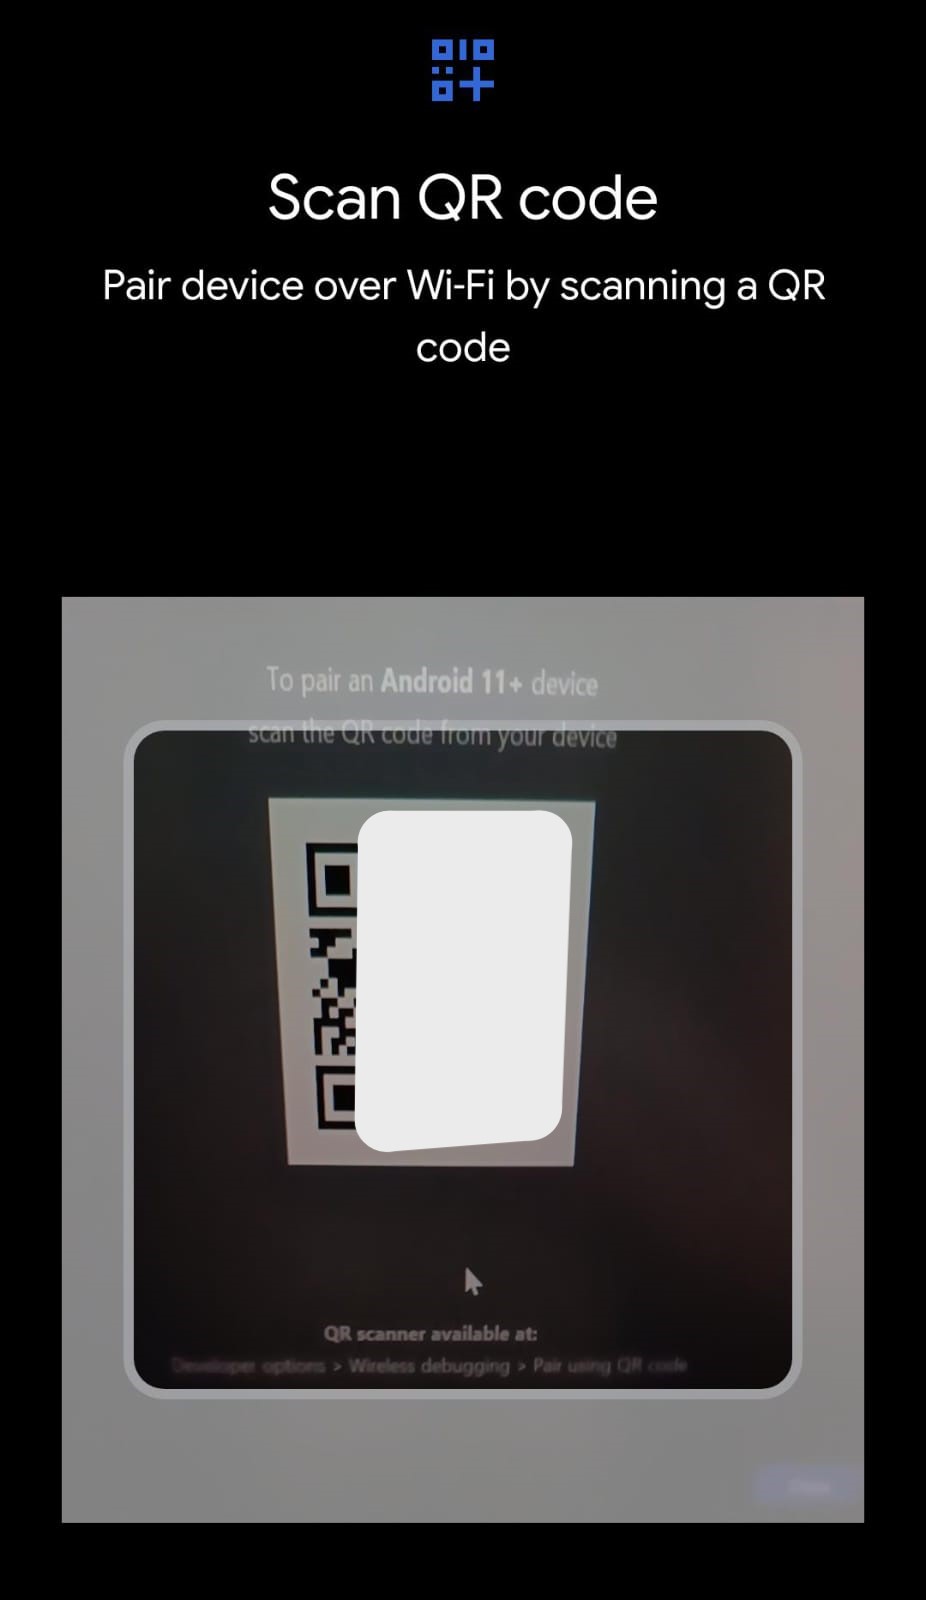 Scan QR code
Pair device over Wi-Fi by scanning a QR
code
To pair an Android 11+ device
scan the QR code from your device
QR scanner available at:
Developer options > Wireless debugging > Pair using QR code